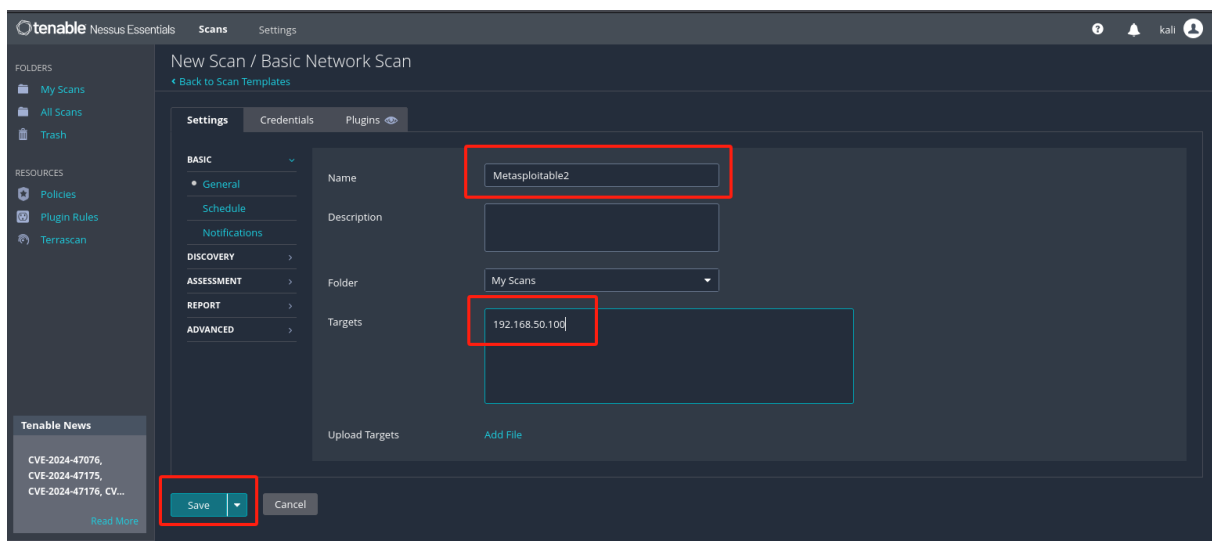 tenable Nessus Essentials Scans Settings kali
FOLDERS
My Scans
All Scans
Trash
RESOURCES
Policies
Plugin Rules
Terrascan
Tenable News
CVE-2024-47076,
CVE-2024-47175,
CVE-2024-47176, CV...
Read More
New Scan / Basic Network Scan
Back to Scan Templates
Settings Credentials Plugins
BASIC
General
Schedule
Notifications
DISCOVERY
ASSESSMENT
REPORT
ADVANCED
Name Metasploitable2
Description
Folder My Scans
Targets 192.168.50.100
Upload Targets Add File
Save Cancel